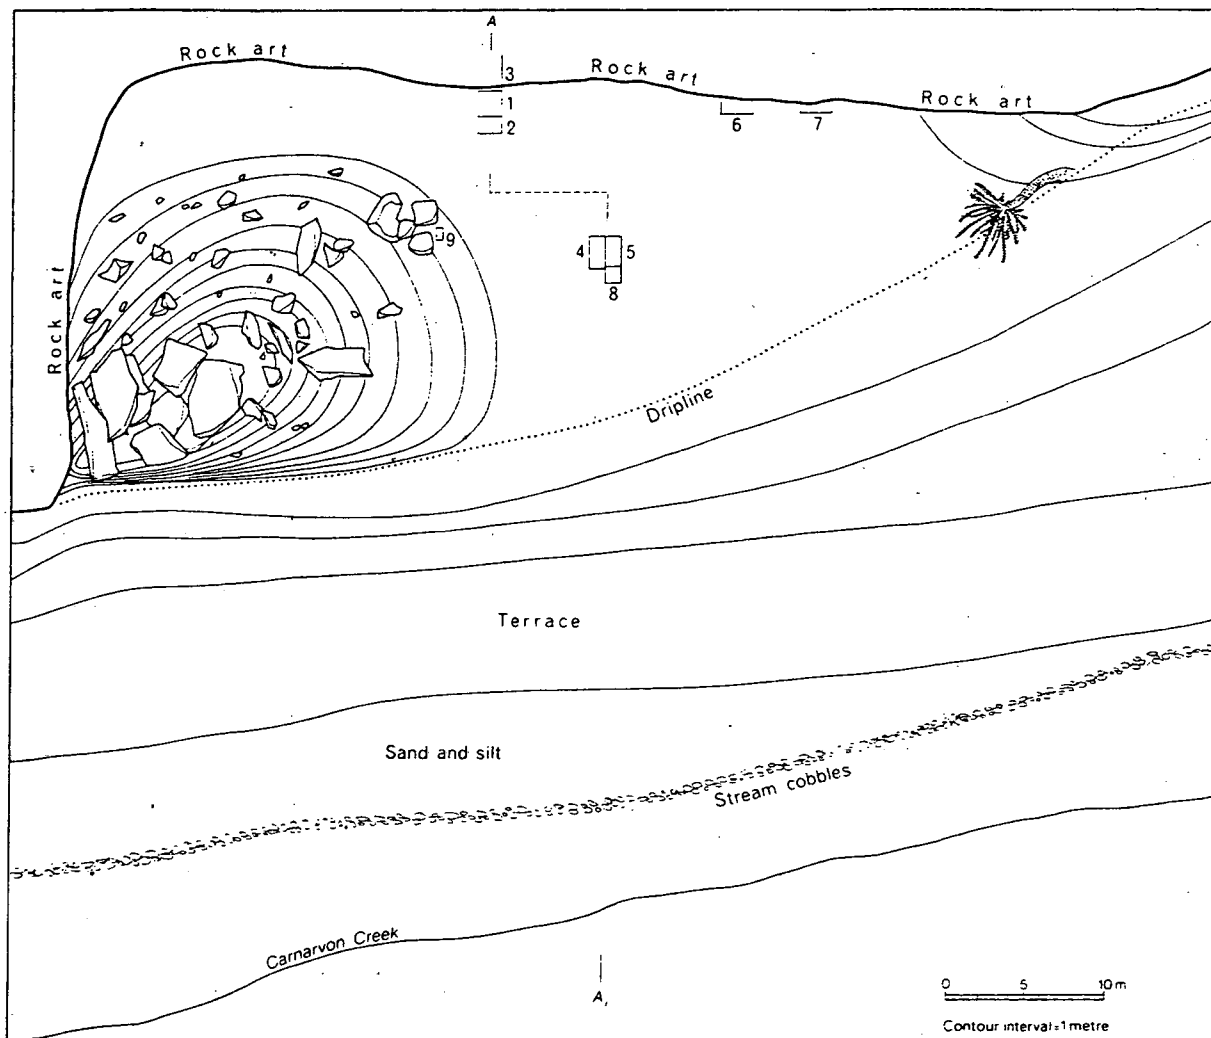 A
Rock art
3
Rock art
1
2
6
7
Rock art
9
4
5
8
Rock art
Dripline
Terrace
Sand and silt
Stream cobbles
Carnarvon Creek
A,
0 5 10 m
Contour interval=1 metre